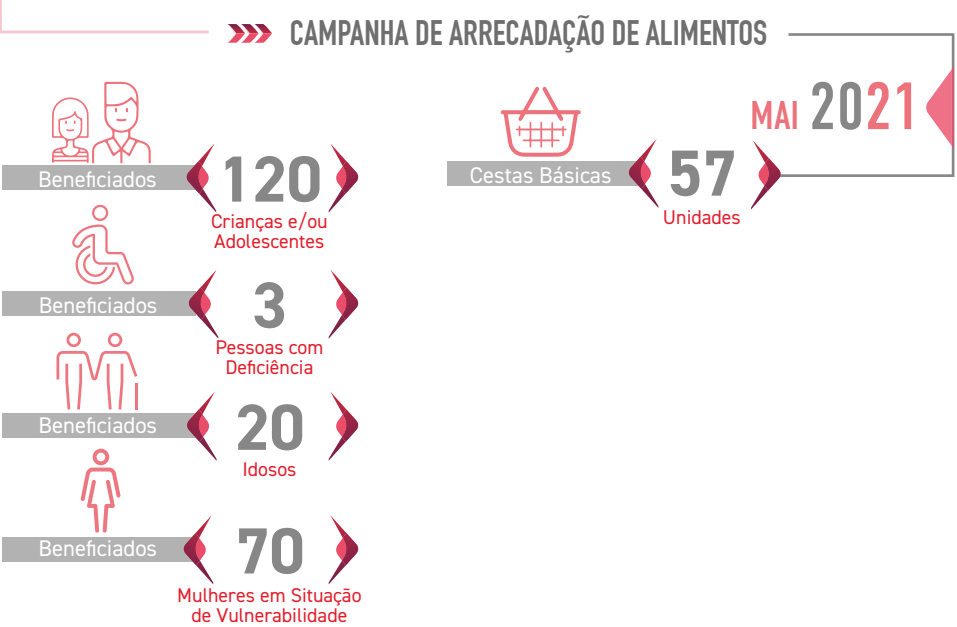 CAMPANHA DE ARRECADAÇÃO DE ALIMENTOS
MAI 2021
Beneficiados
120
Crianças e/ou
Adolescentes
Beneficiados
3
Pessoas com
Deficiência
Beneficiados
20
Idosos
Beneficiados
70
Mulheres em Situação
de Vulnerabilidade
Cestas Básicas
57
Unidades